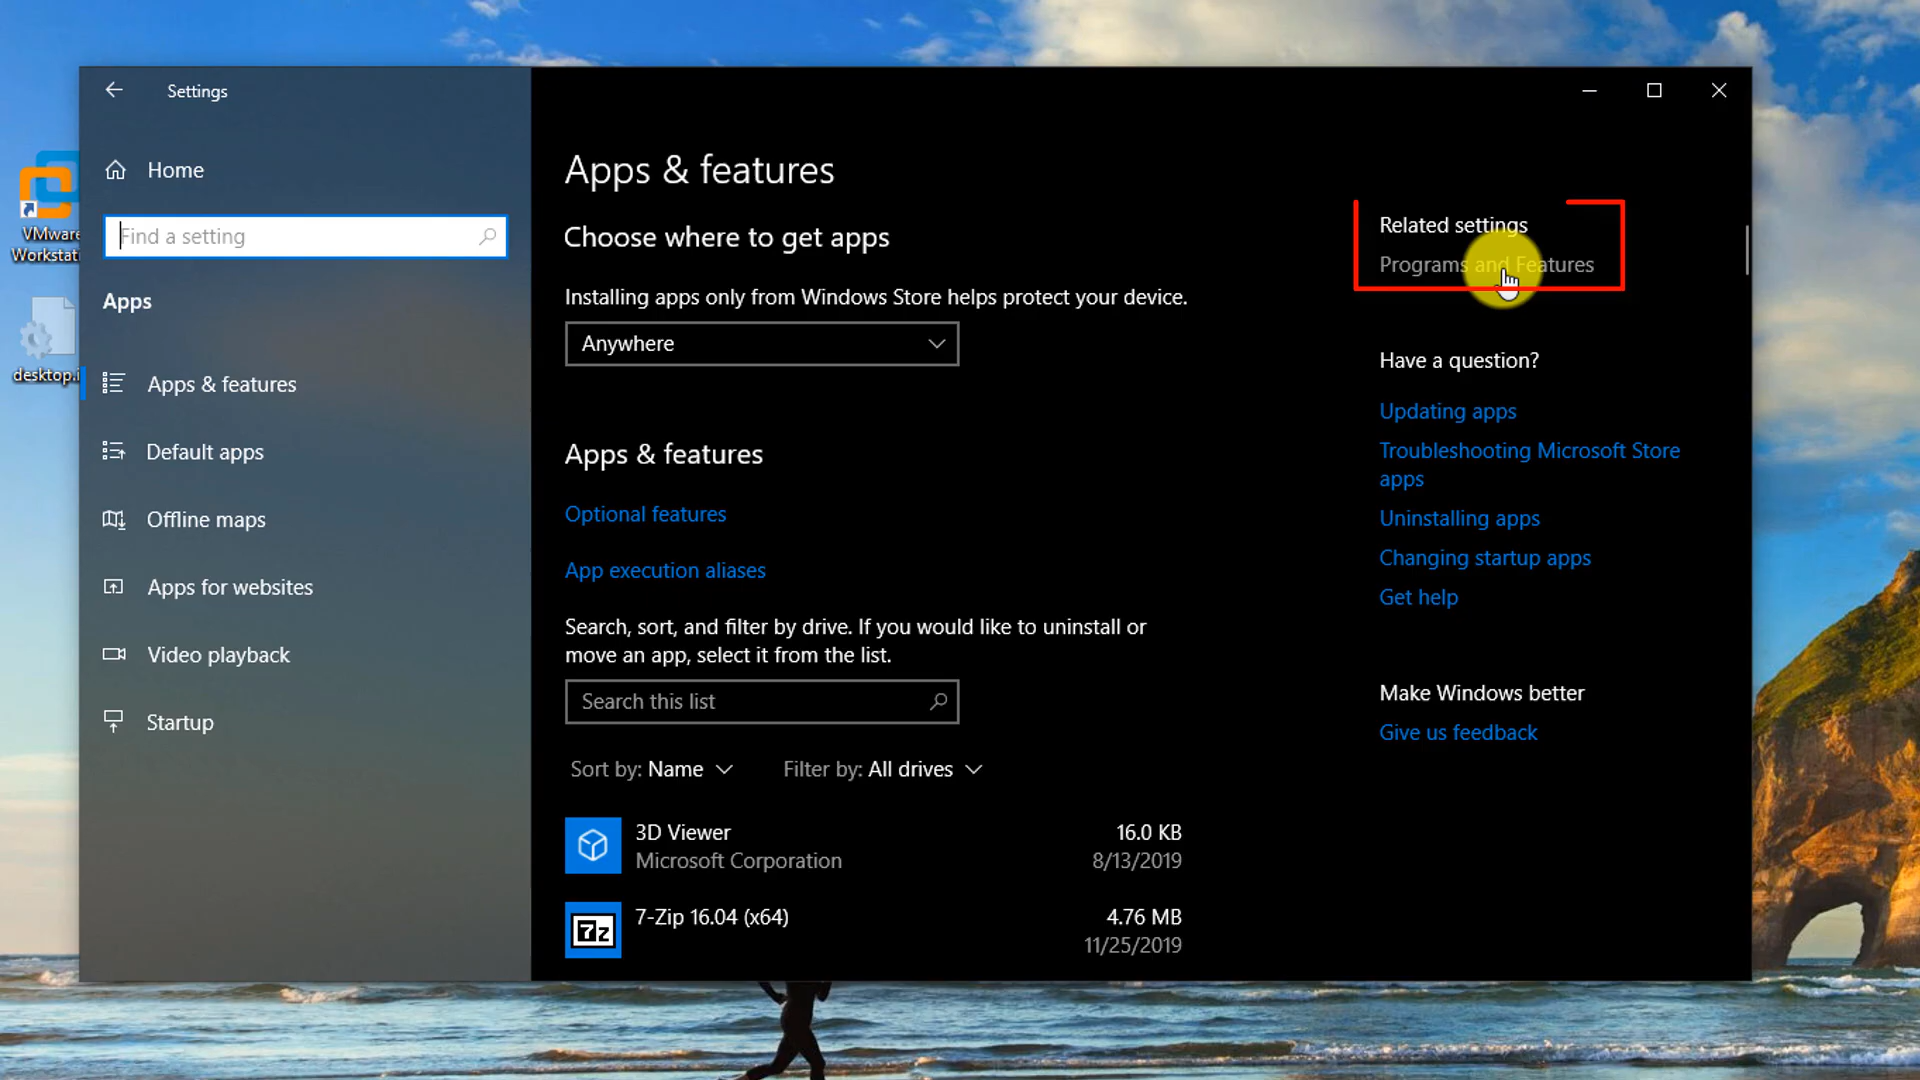 Settings
VMware
Workstati
desktop.i
Home
Find a setting
Apps
Apps & features
Default apps
Offline maps
Apps for websites
Video playback
Startup
Apps & features
Choose where to get apps
Installing apps only from Windows Store helps protect your device.
Anywhere
Apps & features
Optional features
App execution aliases
Search, sort, and filter by drive. If you would like to uninstall or
move an app, select it from the list.
Search this list
Sort by: Name
Filter by: All drives
3D Viewer
16.0 KB
Microsoft Corporation
8/13/2019
7z
7-Zip 16.04 (x64)
4.76 MB
11/25/2019
Related settings
Programs and Features
Have a question?
Updating apps
Troubleshooting Microsoft Store
apps
Uninstalling apps
Changing startup apps
Get help
Make Windows better
Give us feedback